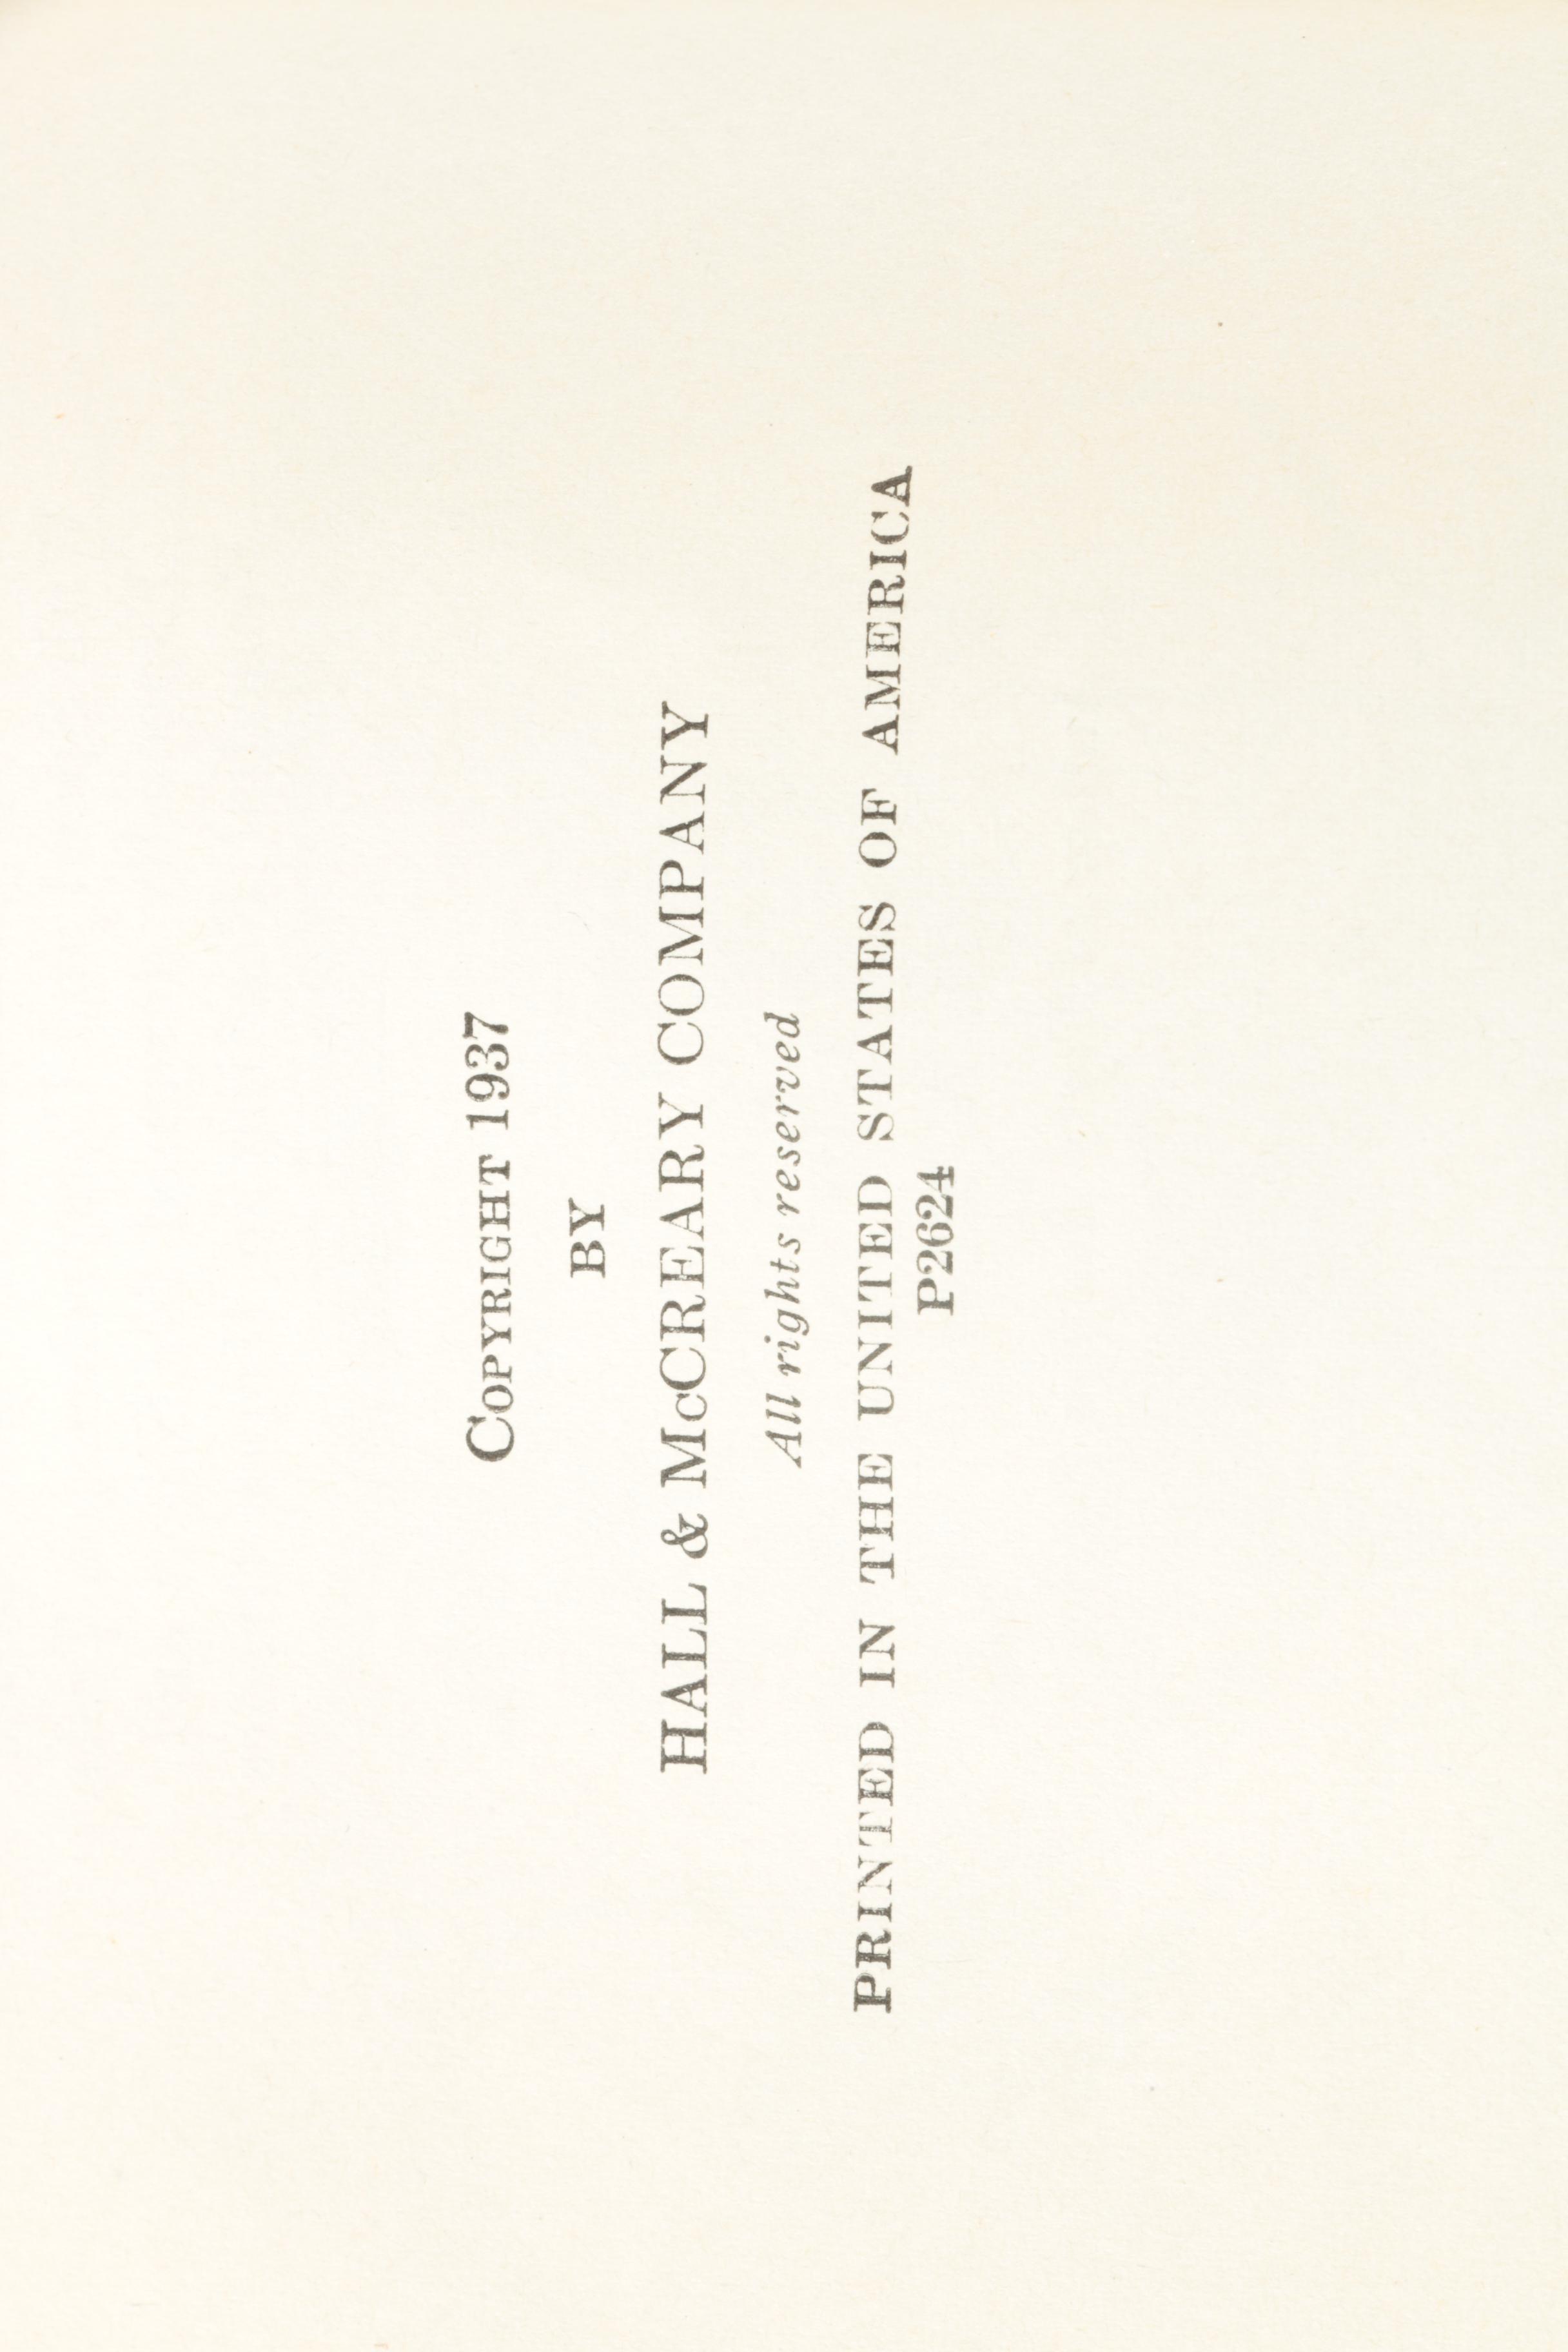 Copyright 1937
BY
HALL & McCREARY COMPANY
All rights reserved
PRINTED IN THE UNITED STATES OF AMERICA
P2624